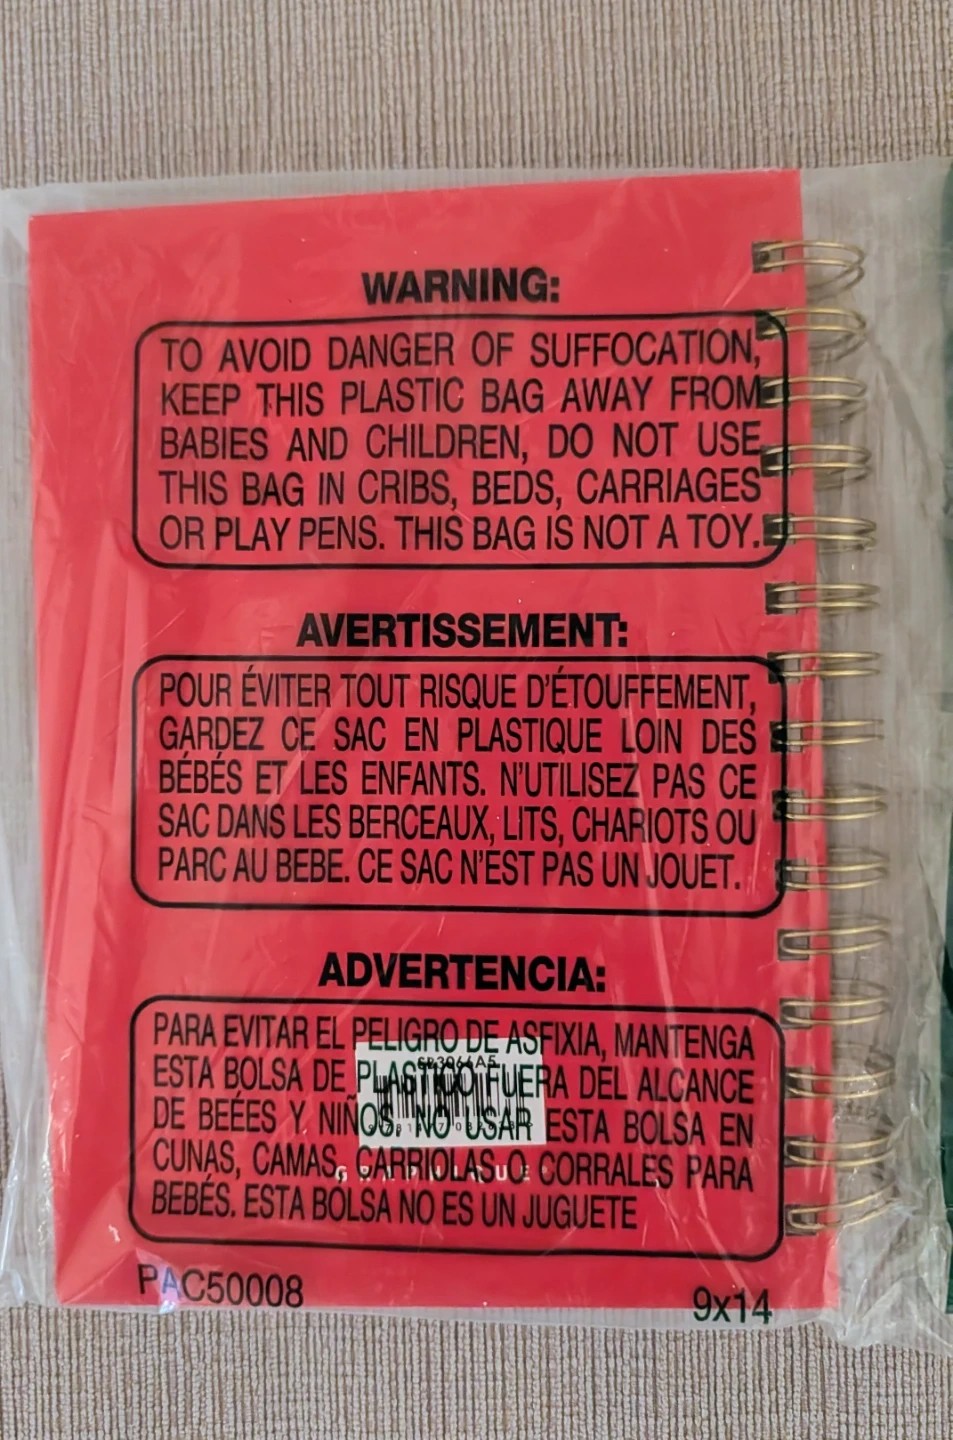 WARNING:
TO AVOID DANGER OF SUFFOCATION,
KEEP THIS PLASTIC BAG AWAY FROM
BABIES AND CHILDREN, DO NOT USE
THIS BAG IN CRIBS, BEDS, CARRIAGES
OR PLAY PENS. THIS BAG IS NOT A TOY.
AVERTISSEMENT:
POUR ÉVITER TOUT RISQUE D'ÉTOUFFEMENT,
GARDEZ CE SAC EN PLASTIQUE LOIN DES
BÉBÉS ET LES ENFANTS. N'UTILISEZ PAS CE
SAC DANS LES BERCEAUX, LITS, CHARIOTS OU
PARC AU BEBE. CE SAC N'EST PAS UN JOUET.
ADVERTENCIA:
PARA EVITAR EL PELIGRO DE ASFIXIA, MANTENGA
ESTA BOLSA DE PLASTICO FUERA DEL ALCANCE
DE BEÉES Y NIÑOS. NO USAR ESTA BOLSA EN
CUNAS, CAMAS, CARRIOLAS O CORRALES PARA
BEBÉS. ESTA BOLSA NO ES UN JUGUETE
PAC50008
9x14